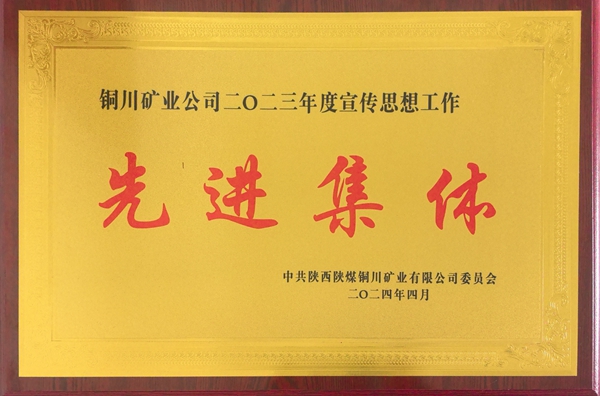 铜川矿业公司二〇二三年度宣传思想工作
先进集体
中共陕西陕煤铜川矿业有限公司委员会
二〇二四年四月